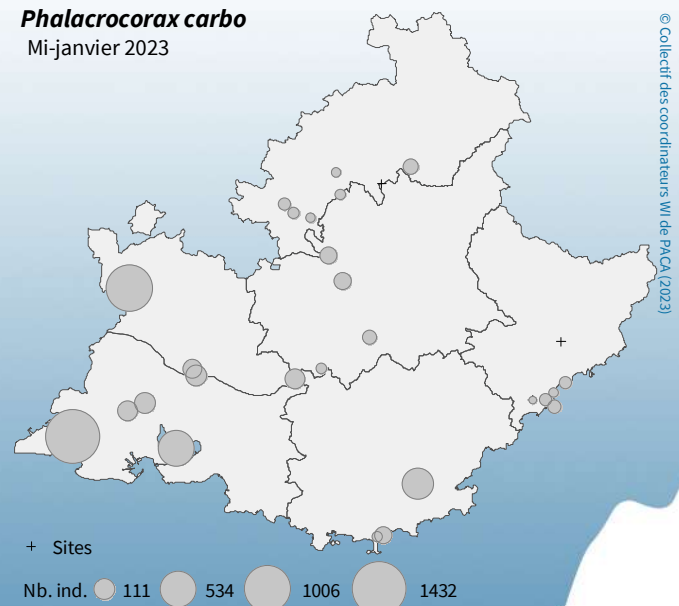 Phalacrocorax carbo
Mi-janvier 2023
© Collectif des coordinateurs WI de PACA (2023)
+ Sites
Nb. ind. 111 534 1006 1432